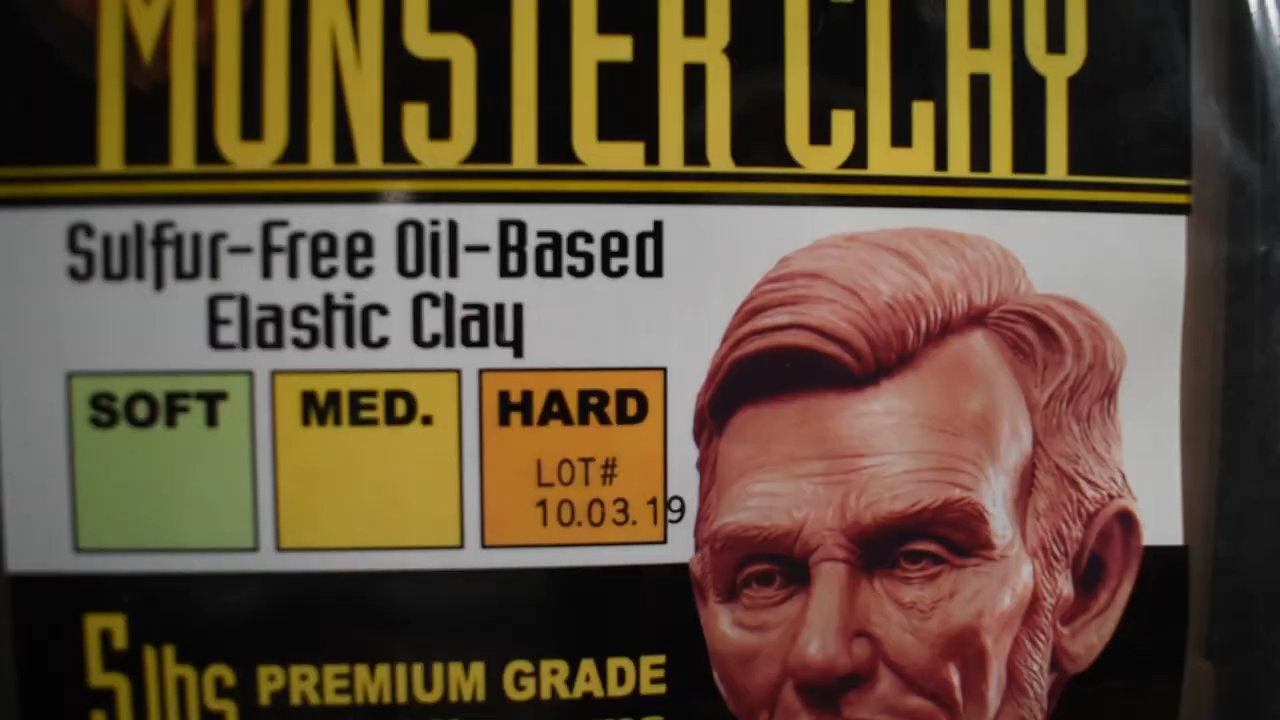 MONSTER CLAY
Sulfur-Free Oil-Based
Elastic Clay
SOFT
MED.
HARD
LOT#
10.03.19
5 lbs PREMIUM GRADE